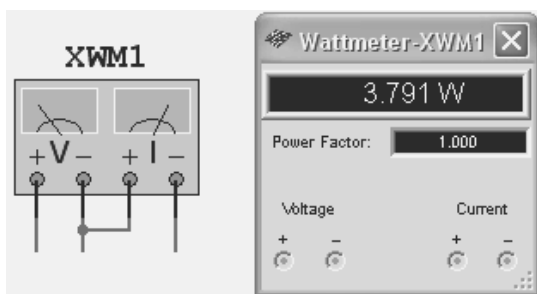 XWM1
+ V - + I -
Wattmeter-XWM1
3.791 W
Power Factor: 1.000
Voltage Current
+ - + -